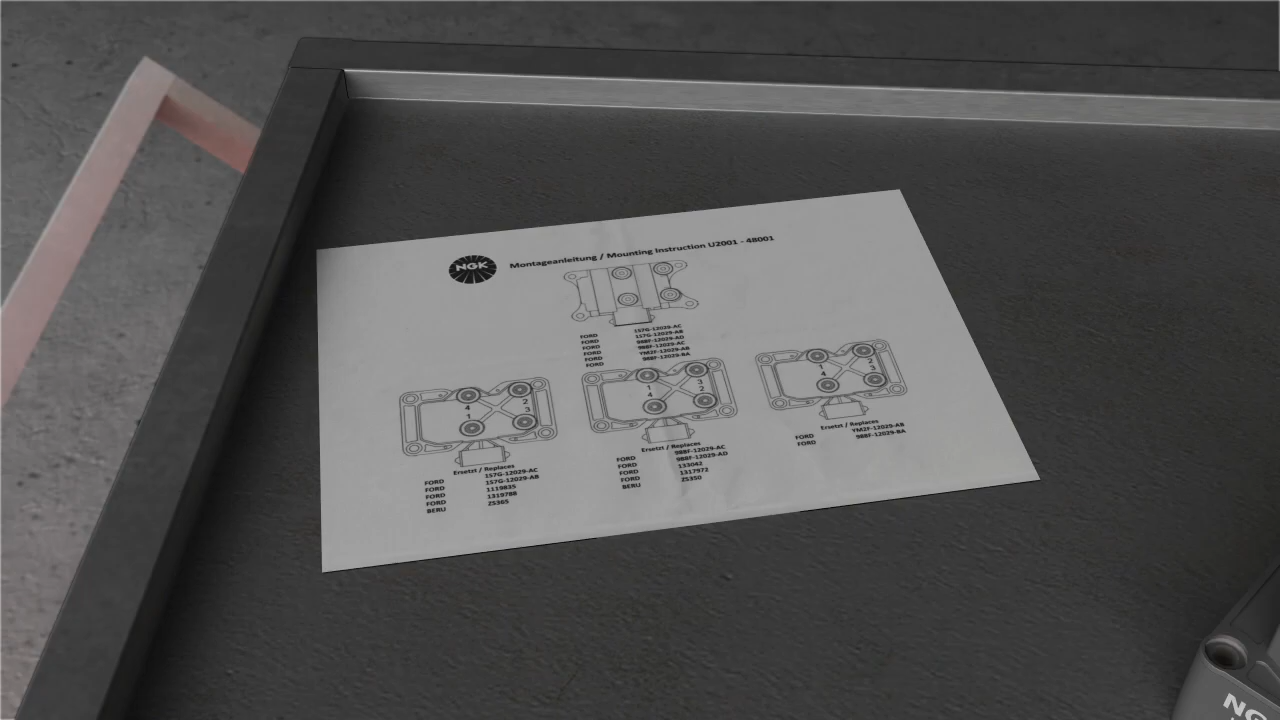 NGK
Montageanleitung / Mounting Instruction U2001 - 48001
FORD 1S7G-12029-AC
FORD 1S7G-12029-AB
FORD 988F-12029-AD
FORD 988F-12029-AC
FORD YM2F-12029-AB
FORD 988F-12029-BA
4 2
1 3
Ersetzt / Replaces
FORD 1S7G-12029-AC
FORD 1S7G-12029-AB
FORD 1119835
FORD 1319788
BERU ZS365
1 3
4 2
Ersetzt / Replaces
FORD 988F-12029-AC
FORD 988F-12029-AD
FORD 133042
FORD 1317972
BERU ZS350
1 2
4 3
Ersetzt / Replaces
FORD YM2F-12029-AB
FORD 988F-12029-BA
NG